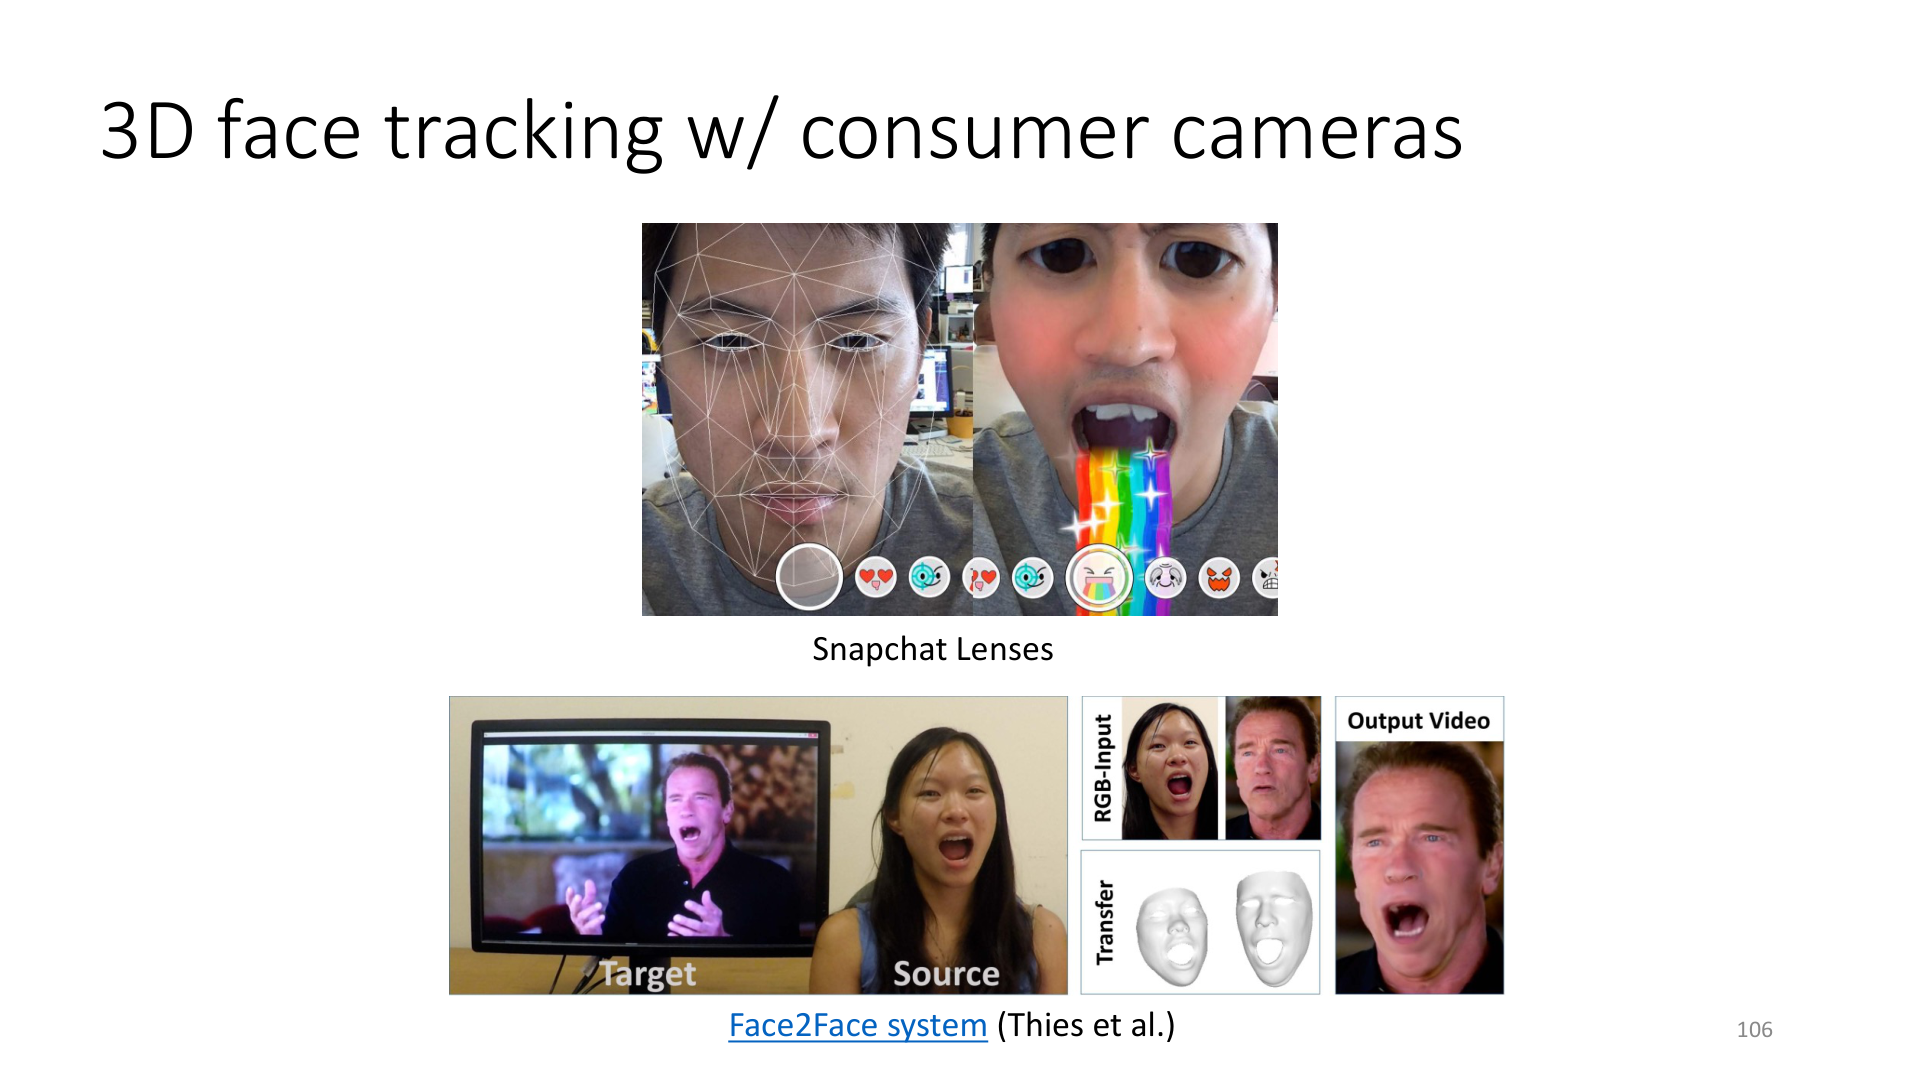 3D face tracking w/ consumer cameras
Snapchat Lenses
Target
Source
RGB-Input
Transfer
Output Video
Face2Face system (Thies et al.)
106